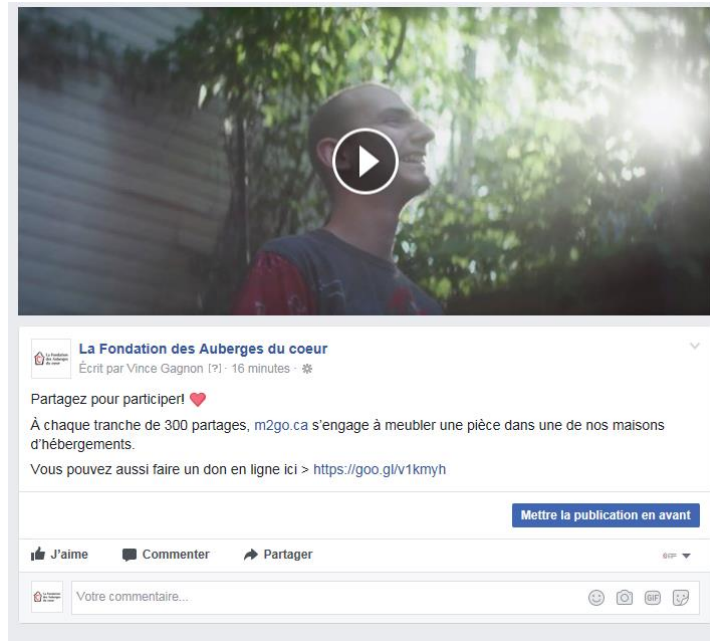 La Fondation des Auberges du coeur
Écrit par Vince Gagnon [?] · 16 minutes ·
Partagez pour participer!
À chaque tranche de 300 partages, m2go.ca s'engage à meubler une pièce dans une de nos maisons
d'hébergements.
Vous pouvez aussi faire un don en ligne ici > https://goo.gl/v1kmyh
Mettre la publication en avant
J'aime
Commenter
Partager
Votre commentaire...
GIF